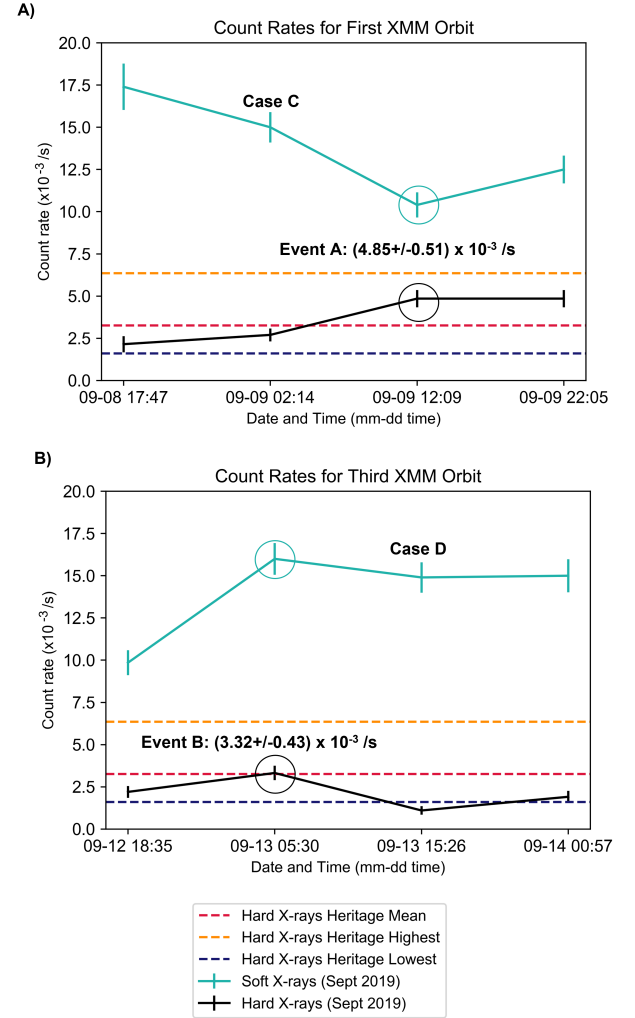 A)
Count Rates for First XMM Orbit
20.0
17.5
15.0
12.5
10.0
7.5
5.0
2.5
0.0
Count rate (x10⁻³/s)
Case C
Event A: (4.85+/-0.51) x 10⁻³ /s
09-08 17:47
09-09 02:14
09-09 12:09
09-09 22:05
Date and Time (mm-dd time)
B)
Count Rates for Third XMM Orbit
20.0
17.5
15.0
12.5
10.0
7.5
5.0
2.5
0.0
Count rate (x10⁻³/s)
Case D
Event B: (3.32+/-0.43) x 10⁻³ /s
09-12 18:35
09-13 05:30
09-13 15:26
09-14 00:57
Date and Time (mm-dd time)
Hard X-rays Heritage Mean
Hard X-rays Heritage Highest
Hard X-rays Heritage Lowest
Soft X-rays (Sept 2019)
Hard X-rays (Sept 2019)